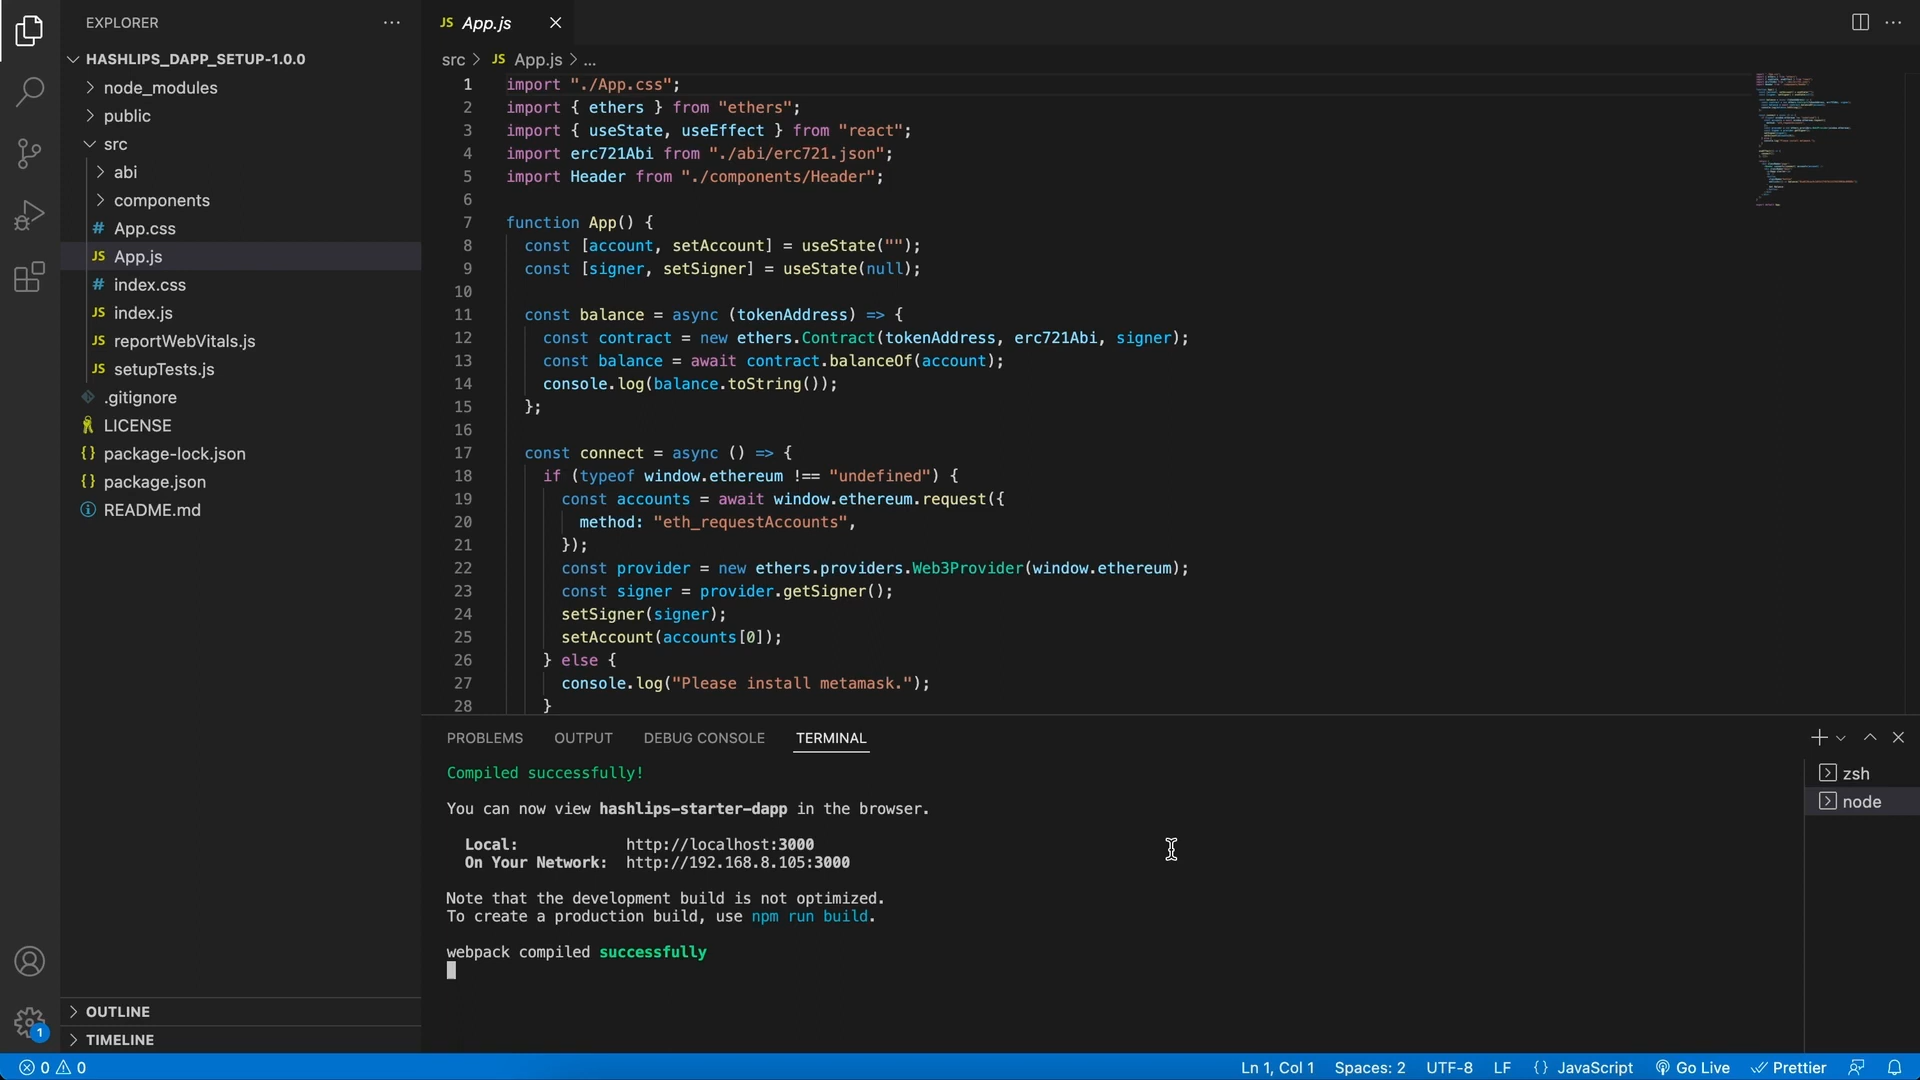 EXPLORER
HASHLIPS_DAPP_SETUP-1.0.0
node_modules
public
src
abi
components
# App.css
JS App.js
# index.css
JS index.js
JS reportWebVitals.js
JS setupTests.js
.gitignore
LICENSE
{} package-lock.json
{} package.json
README.md
OUTLINE
TIMELINE
JS App.js
src > JS App.js > ...
1 import "./App.css";
2 import { ethers } from "ethers";
3 import { useState, useEffect } from "react";
4 import erc721Abi from "./abi/erc721.json";
5 import Header from "./components/Header";
6
7 function App() {
8 const [account, setAccount] = useState("");
9 const [signer, setSigner] = useState(null);
10
11 const balance = async (tokenAddress) => {
12 const contract = new ethers.Contract(tokenAddress, erc721Abi, signer);
13 const balance = await contract.balanceOf(account);
14 console.log(balance.toString());
15 };
16
17 const connect = async () => {
18 if (typeof window.ethereum !== "undefined") {
19 const accounts = await window.ethereum.request({
20 method: "eth_requestAccounts",
21 });
22 const provider = new ethers.providers.Web3Provider(window.ethereum);
23 const signer = provider.getSigner();
24 setSigner(signer);
25 setAccount(accounts[0]);
26 } else {
27 console.log("Please install metamask.");
28 }
PROBLEMS OUTPUT DEBUG CONSOLE TERMINAL
Compiled successfully!
You can now view hashlips-starter-dapp in the browser.
Local: http://localhost:3000
On Your Network: http://192.168.8.105:3000
Note that the development build is not optimized.
To create a production build, use npm run build.
webpack compiled successfully
zsh
node
1
0 0
Ln 1, Col 1 Spaces: 2 UTF-8 LF {} JavaScript Go Live Prettier